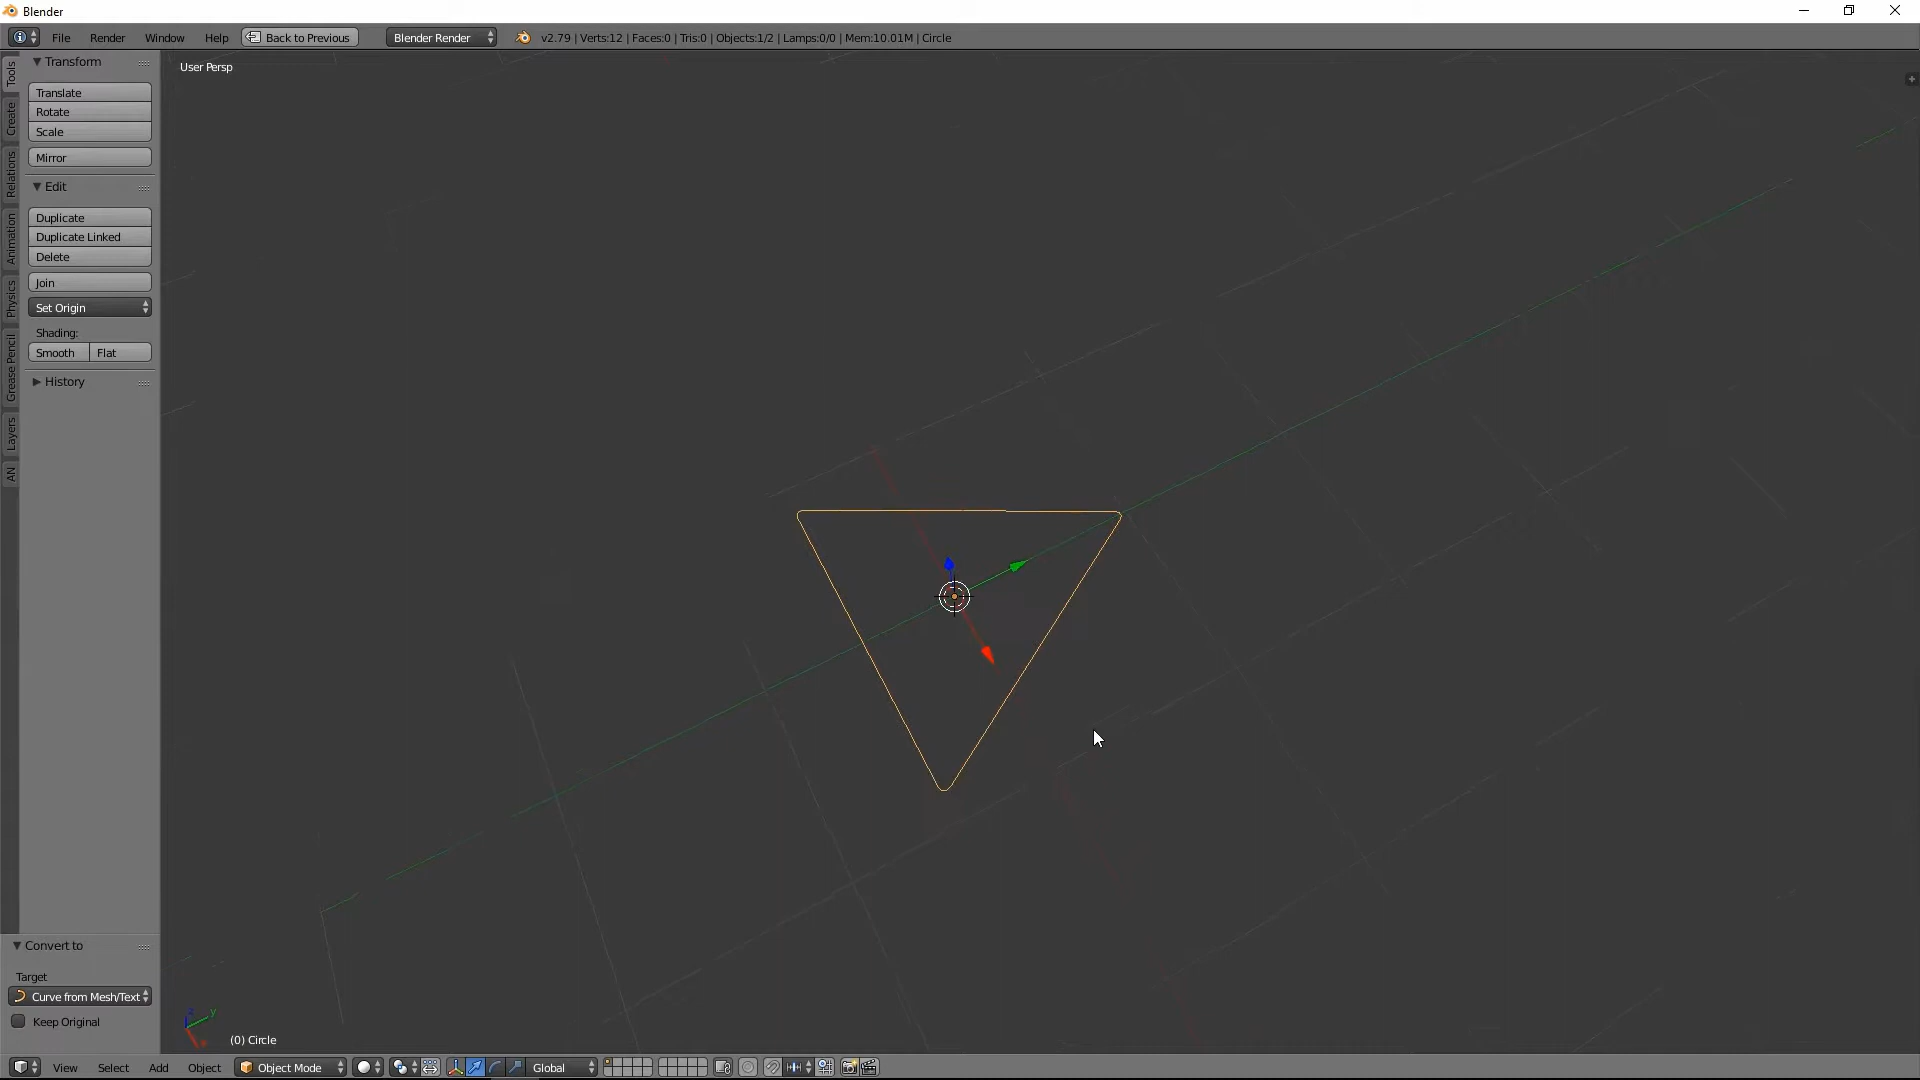 Blender
File Render Window Help Back to Previous Blender Render v2.79 | Verts:12 | Faces:0 | Tris:0 | Objects:1/2 | Lamps:0/0 | Mem:10.01M | Circle
Tools
Create
Relations
Animation
Physics
Grease Pencil
Layers
AN
Transform
Translate
Rotate
Scale
Mirror
Edit
Duplicate
Duplicate Linked
Delete
Join
Set Origin
Shading:
Smooth Flat
History
User Persp
Convert to
Target
Curve from Mesh/Text
Keep Original
z y
(0) Circle
View Select Add Object Object Mode Global